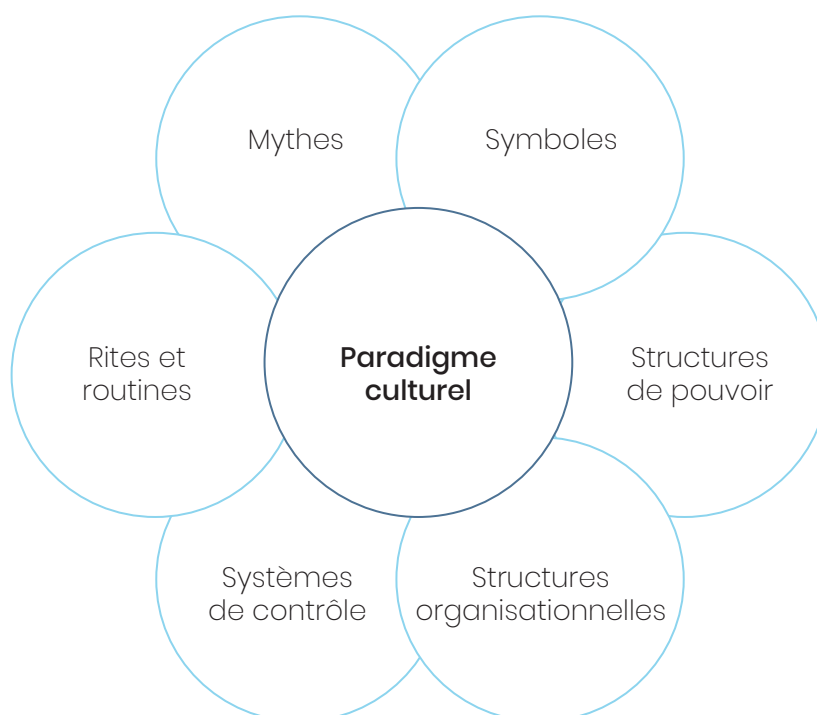 Mythes
Symboles
Rites et
routines
Paradigme
culturel
Structures
de pouvoir
Systèmes
de contrôle
Structures
organisationnelles